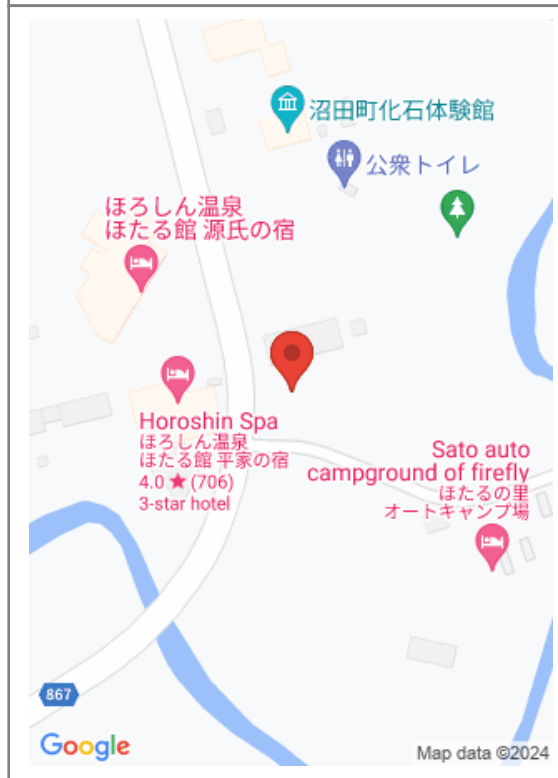 沼田町化石体験館
公衆トイレ
ほろしん温泉
ほたる館 源氏の宿
Horoshin Spa
ほろしん温泉
ほたる館 平家の宿
4.0 ★ (706)
3-star hotel
Sato auto
campground of firefly
ほたるの里
オートキャンプ場
867
Google
Map data ©2024